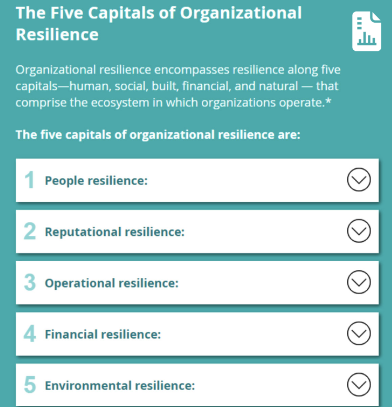 The Five Capitals of Organizational
Resilience
Organizational resilience encompasses resilience along five
capitals—human, social, built, financial, and natural — that
comprise the ecosystem in which organizations operate.*
The five capitals of organizational resilience are:
1 People resilience:
2 Reputational resilience:
3 Operational resilience:
4 Financial resilience:
5 Environmental resilience: